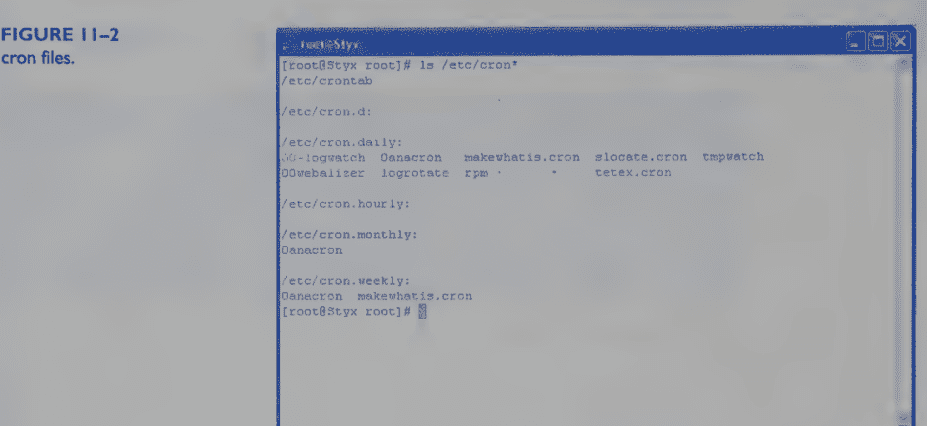 FIGURE 11–2
cron files.
root@Styx
[root@Styx root]# ls /etc/cron*
/etc/crontab
/etc/cron.d:
/etc/cron.daily:
00-logwatch 0anacron makewhatis.cron slocate.cron tmpwatch
00webalizer logrotate rpm tetex.cron
/etc/cron.hourly:
/etc/cron.monthly:
0anacron
/etc/cron.weekly:
0anacron makewhatis.cron
[root@Styx root]#